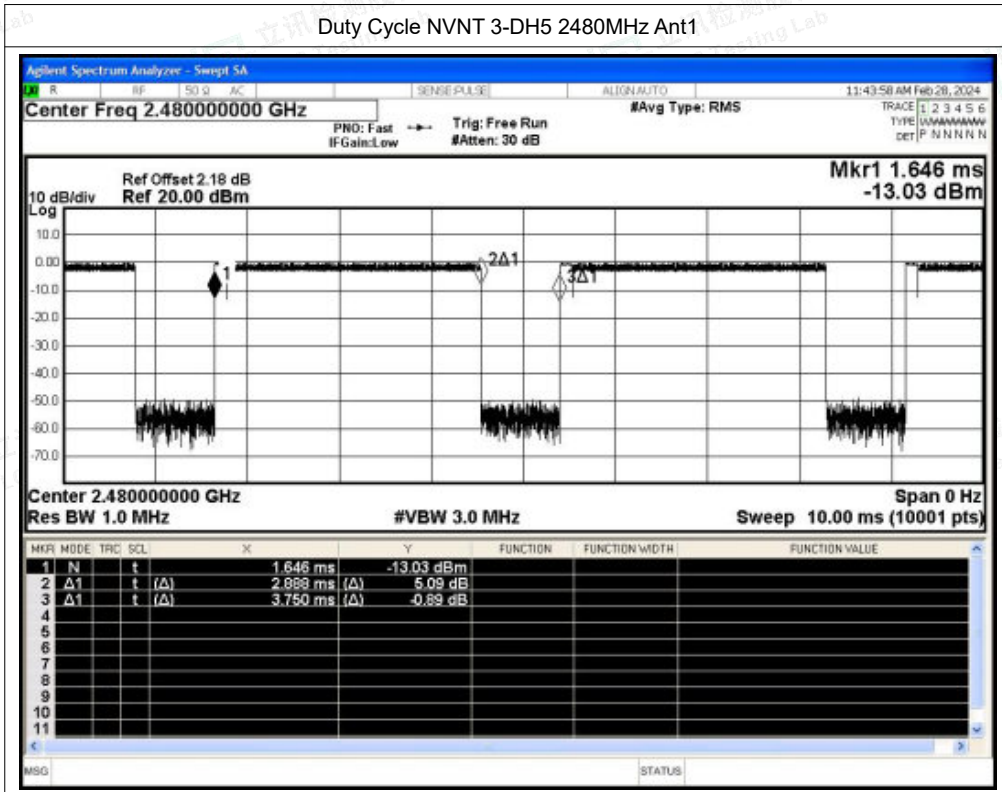 Duty Cycle NVNT 3-DH5 2480MHz Ant1
Agilent Spectrum Analyzer - Swept SA
R RF 50 Ω AC SENSE:PULSE ALIGN AUTO 11:43:58 AM Feb 28, 2024
Center Freq 2.480000000 GHz #Avg Type: RMS TRACE 1 2 3 4 5 6
PNO: Fast Trig: Free Run TYPE
IFGain:Low #Atten: 30 dB DET P N N N N N
Mkr1 1.646 ms
Ref Offset 2.18 dB
10 dB/div Ref 20.00 dBm -13.03 dBm
Log
10.0
0.00
2Δ1
1
3Δ1
-10.0
-20.0
-30.0
-40.0
-50.0
-60.0
-70.0
Center 2.480000000 GHz Span 0 Hz
Res BW 1.0 MHz #VBW 3.0 MHz Sweep 10.00 ms (10001 pts)
MKR MODE TRC SCL X Y FUNCTION FUNCTION WIDTH FUNCTION VALUE
1 N t 1.646 ms -13.03 dBm
2 Δ1 t (Δ) 2.888 ms (Δ) 5.09 dB
3 Δ1 t (Δ) 3.750 ms (Δ) -0.89 dB
4
5
6
7
8
9
10
11
MSG STATUS